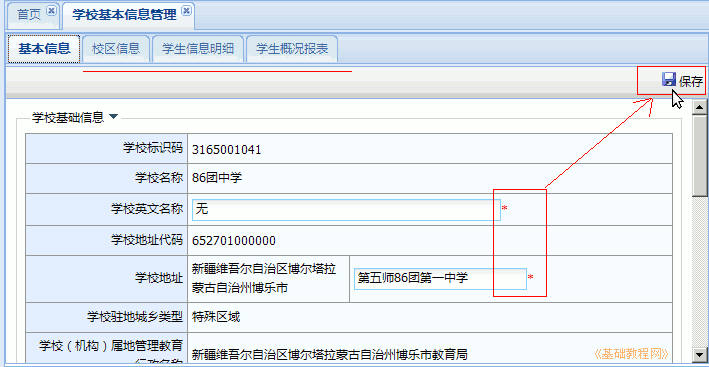 首页
学校基本信息管理
基本信息
校区信息
学生信息明细
学生概况报表
保存
学校基础信息
学校标识码 3165001041
学校名称 86团中学
学校英文名称 无 *
学校地址代码 652701000000
学校地址 新疆维吾尔自治区博尔塔拉
蒙古自治州博乐市 第五师86团第一中学 *
学校驻地城乡类型 特殊区域
学校（机构）属地管理教育
行政名称 新疆维吾尔自治区博尔塔拉蒙古自治州博乐市教育局
《基础教程网》